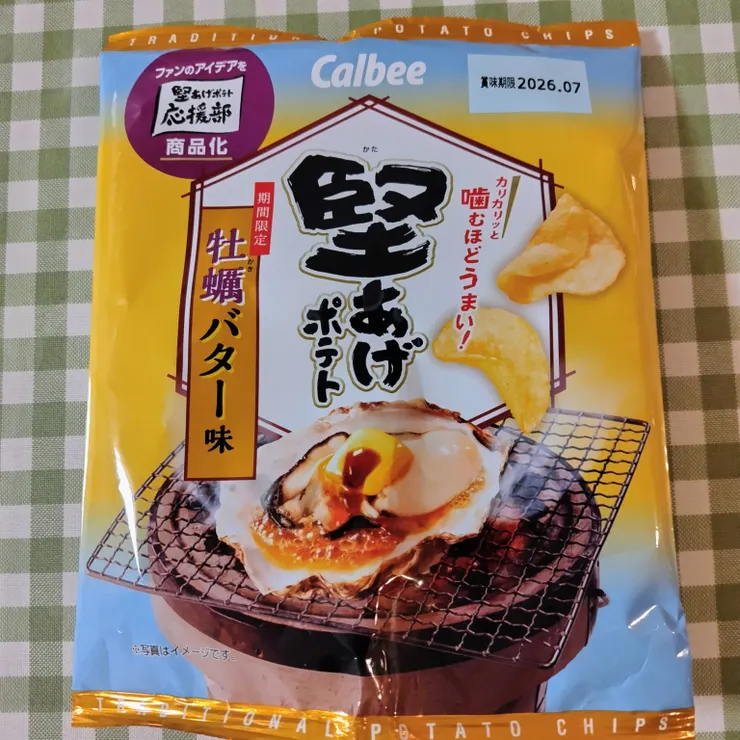 TRADITIONAL POTATO CHIPS
ファンのアイデアを
堅あげポテト
応援部
商品化
Calbee
賞味期限 2026.07
かた
堅あげ
ポテト
カリカリッと
噛むほどうまい!
期間限定
牡蠣バター味
かき
※写真はイメージです。
TRADITIONAL POTATO CHIPS